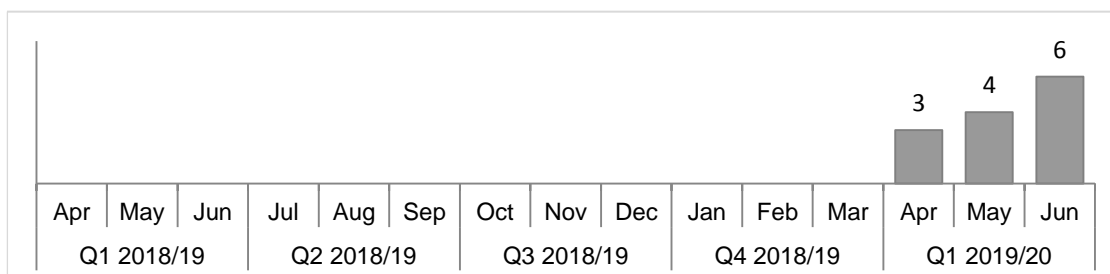 6
4
3
Apr May Jun Jul Aug Sep Oct Nov Dec Jan Feb Mar Apr May Jun
Q1 2018/19 Q2 2018/19 Q3 2018/19 Q4 2018/19 Q1 2019/20